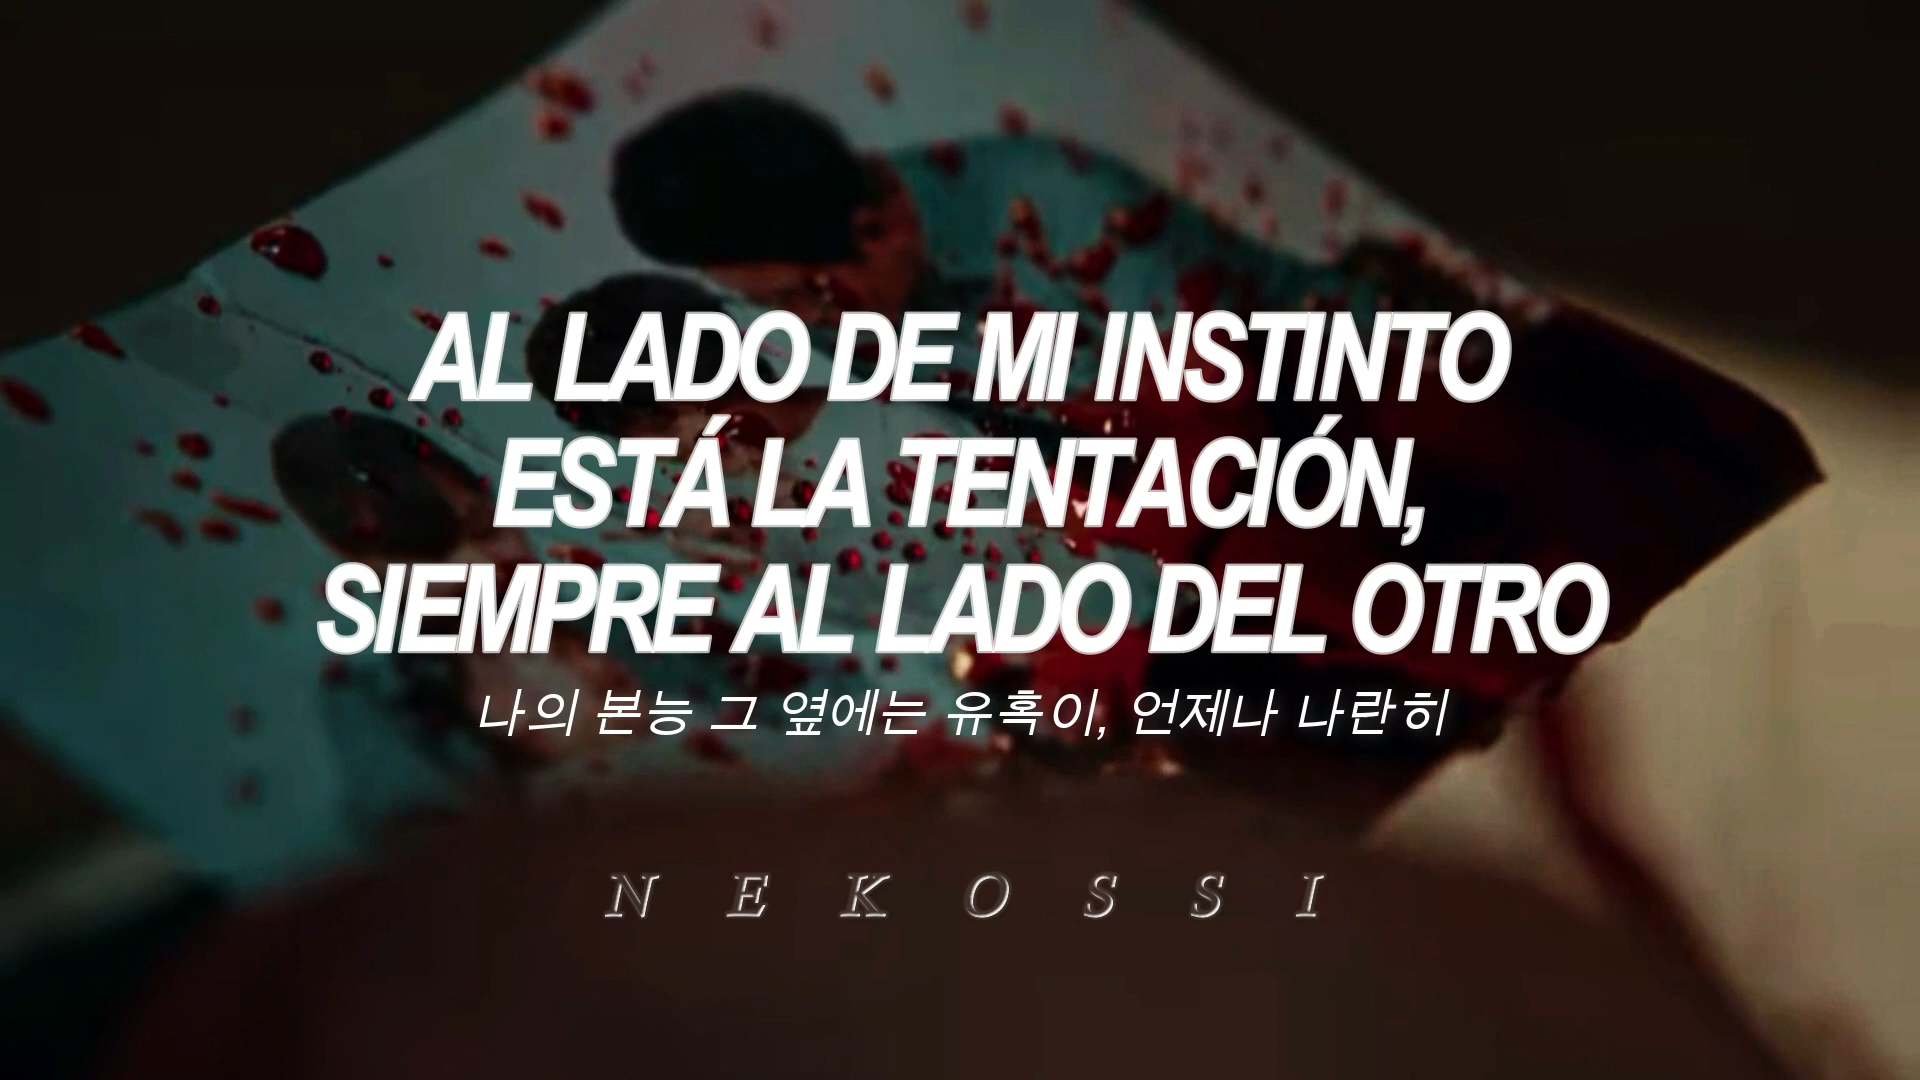 AL LADO DE MI INSTINTO
ESTÁ LA TENTACIÓN,
SIEMPRE AL LADO DEL OTRO
나의 본능 그 옆에는 유혹이, 언제나 나란히
NEKOSSI